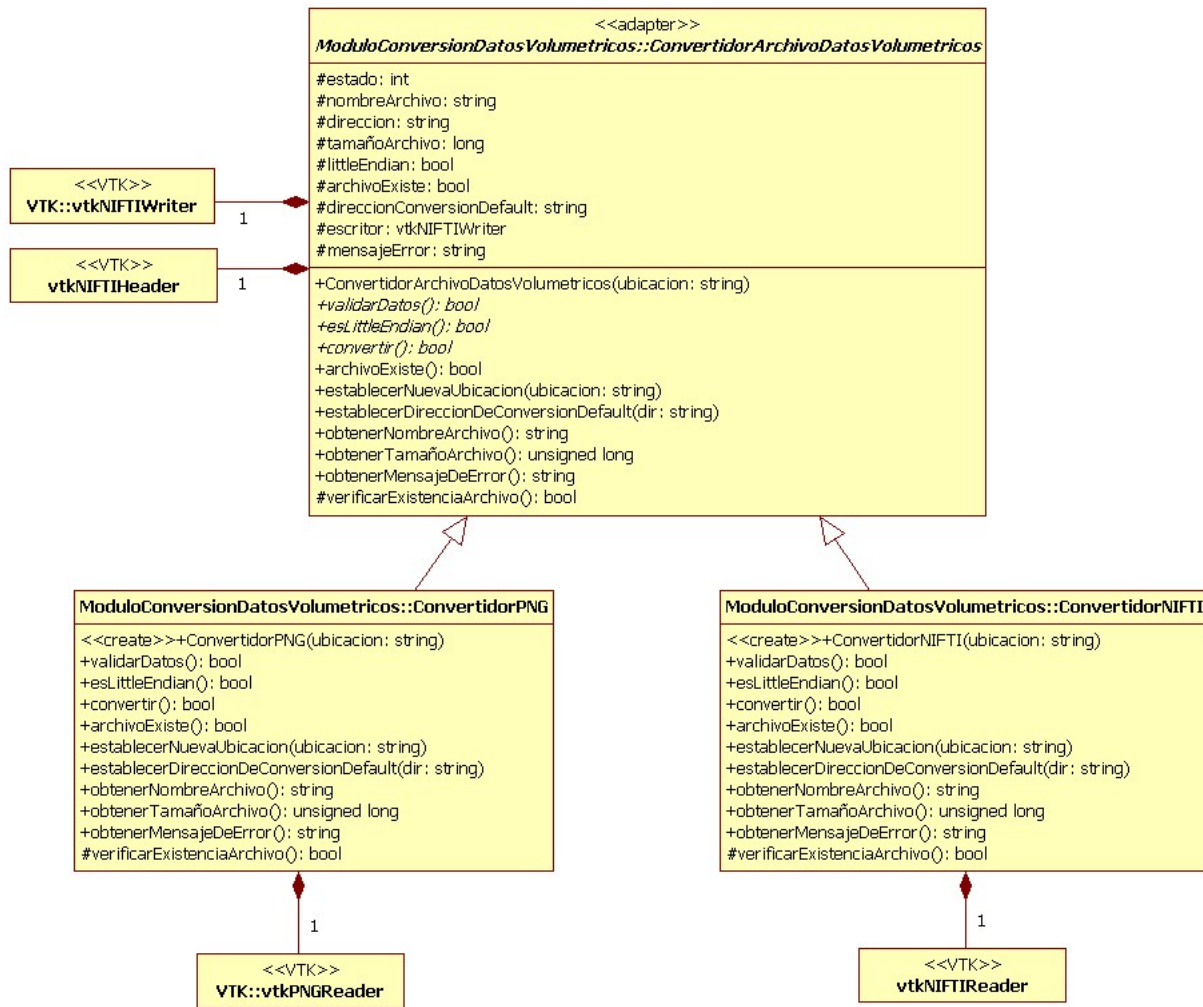 <<adapter>>
ModuloConversionDatosVolumetricos::ConvertidorArchivoDatosVolumetricos
#estado: int
#nombreArchivo: string
#direccion: string
#tamañoArchivo: long
#littleEndian: bool
#archivoExiste: bool
#direccionConversionDefault: string
#escritor: vtkNIFTIWriter
#mensajeError: string
+ConvertidorArchivoDatosVolumetricos(ubicacion: string)
+validarDatos(): bool
+esLittleEndian(): bool
+convertir(): bool
+archivoExiste(): bool
+establecerNuevaUbicacion(ubicacion: string)
+establecerDireccionDeConversionDefault(dir: string)
+obtenerNombreArchivo(): string
+obtenerTamañoArchivo(): unsigned long
+obtenerMensajeDeError(): string
#verificarExistenciaArchivo(): bool
<<VTK>>
VTK::vtkNIFTIWriter
1
<<VTK>>
vtkNIFTIHeader
1
ModuloConversionDatosVolumetricos::ConvertidorPNG
<<create>>+ConvertidorPNG(ubicacion: string)
+validarDatos(): bool
+esLittleEndian(): bool
+convertir(): bool
+archivoExiste(): bool
+establecerNuevaUbicacion(ubicacion: string)
+establecerDireccionDeConversionDefault(dir: string)
+obtenerNombreArchivo(): string
+obtenerTamañoArchivo(): unsigned long
+obtenerMensajeDeError(): string
#verificarExistenciaArchivo(): bool
1
<<VTK>>
VTK::vtkPNGReader
ModuloConversionDatosVolumetricos::ConvertidorNIFTI
<<create>>+ConvertidorNIFTI(ubicacion: string)
+validarDatos(): bool
+esLittleEndian(): bool
+convertir(): bool
+archivoExiste(): bool
+establecerNuevaUbicacion(ubicacion: string)
+establecerDireccionDeConversionDefault(dir: string)
+obtenerNombreArchivo(): string
+obtenerTamañoArchivo(): unsigned long
+obtenerMensajeDeError(): string
#verificarExistenciaArchivo(): bool
1
<<VTK>>
vtkNIFTIReader